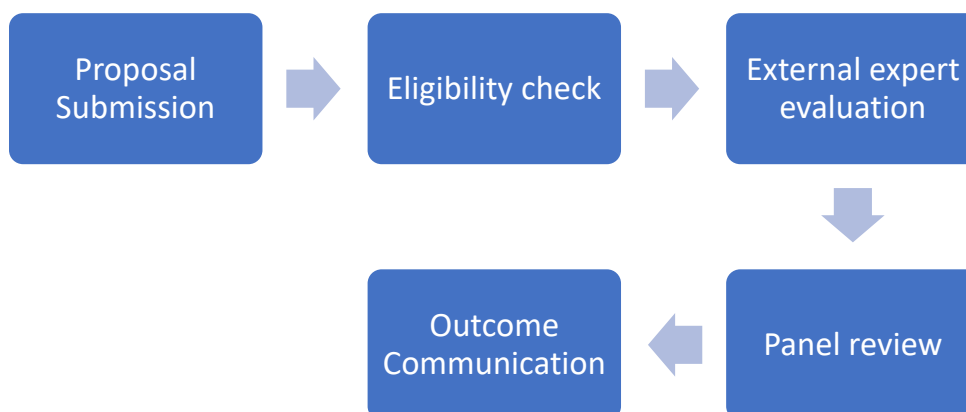 Proposal
Submission
Eligibility check
External expert
evaluation
Panel review
Outcome
Communication